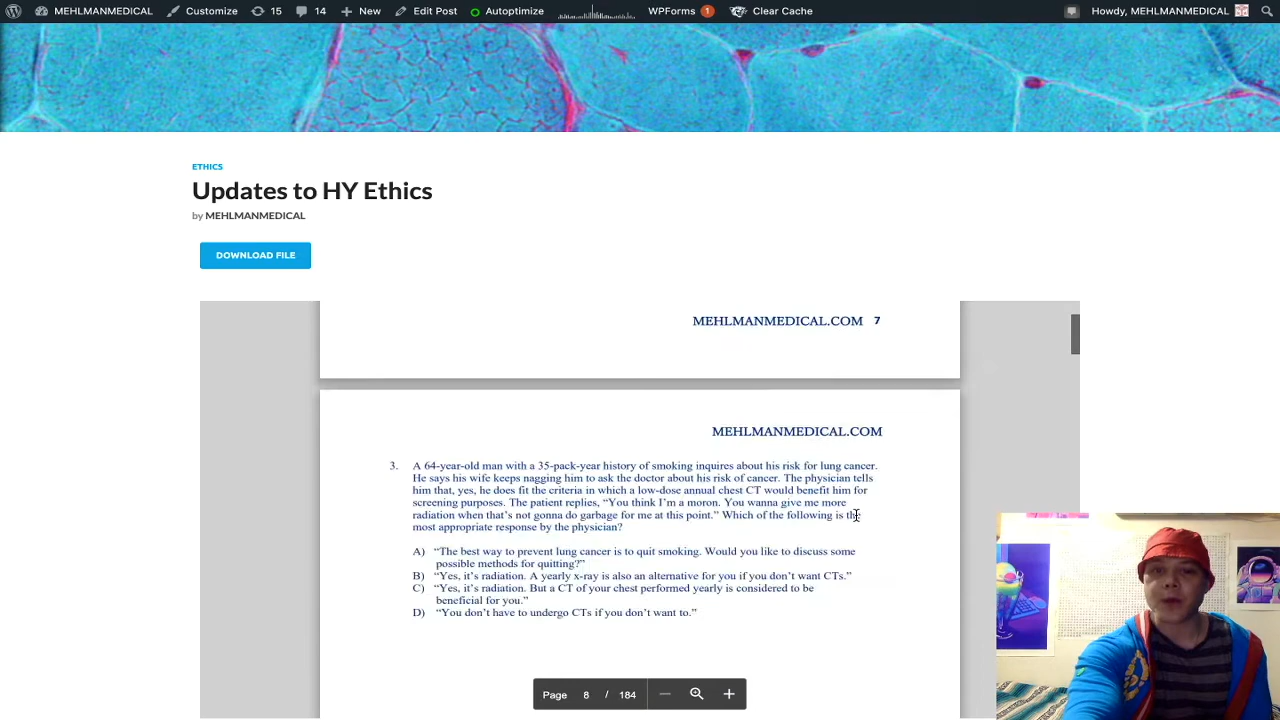 MEHLMANMEDICAL Customize 15 14 New Edit Post Autoptimize WPForms 1 Clear Cache Howdy, MEHLMANMEDICAL
ETHICS
Updates to HY Ethics
by MEHLMANMEDICAL
DOWNLOAD FILE
MEHLMANMEDICAL.COM 7
MEHLMANMEDICAL.COM
3. A 64-year-old man with a 35-pack-year history of smoking inquires about his risk for lung cancer.
He says his wife keeps nagging him to ask the doctor about his risk of cancer. The physician tells
him that, yes, he does fit the criteria in which a low-dose annual chest CT would benefit him for
screening purposes. The patient replies, “You think I’m a moron. You wanna give me more
radiation when that’s not gonna do garbage for me at this point.” Which of the following is the
most appropriate response by the physician?
A) “The best way to prevent lung cancer is to quit smoking. Would you like to discuss some
possible methods for quitting?”
B) “Yes, it’s radiation. A yearly x-ray is also an alternative for you if you don’t want CTs.”
C) “Yes, it’s radiation. But a CT of your chest performed yearly is considered to be
beneficial for you.”
D) “You don’t have to undergo CTs if you don’t want to.”
Page 8 / 184